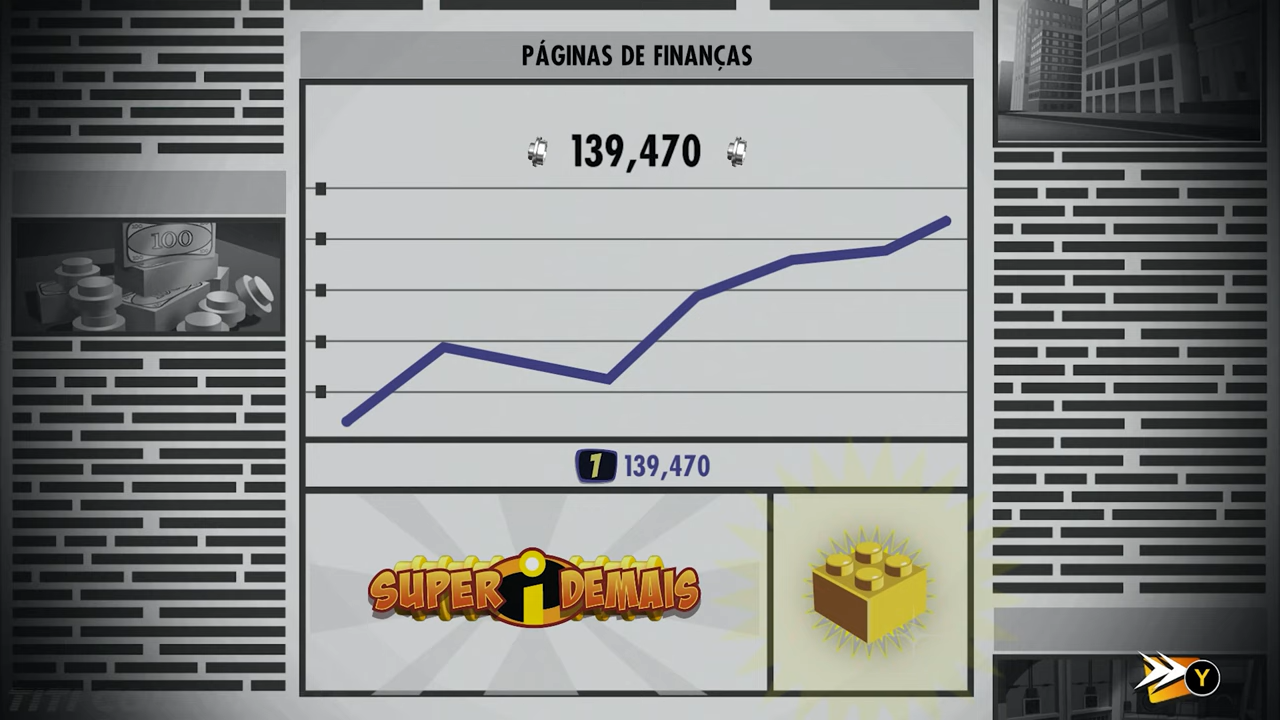 PÁGINAS DE FINANÇAS
139,470
100
1 139,470
SUPER i DEMAIS
Y